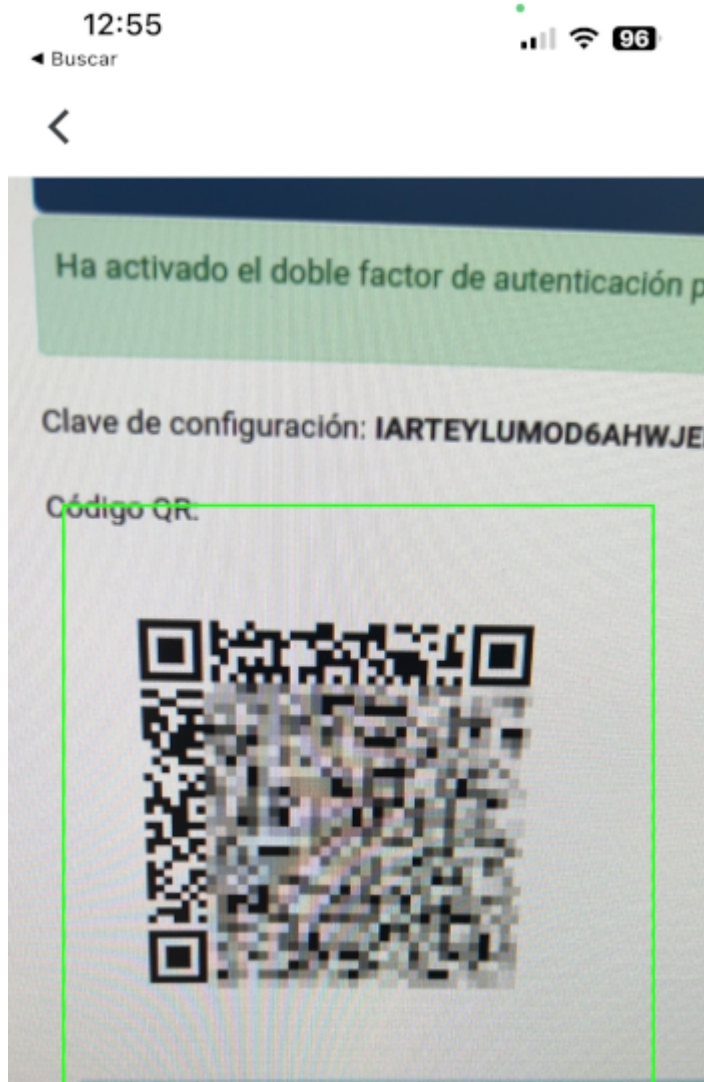 12:55
96
◀ Buscar
Ha activado el doble factor de autenticación p
Clave de configuración: IARTEYLUMOD6AHWJE
Código QR: